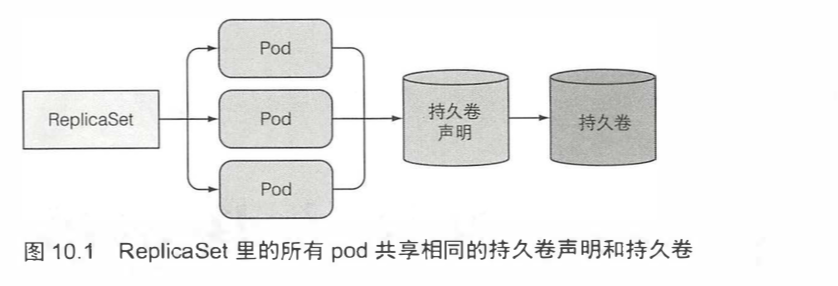 Pod
ReplicaSet
Pod
持久卷
声明
持久卷
Pod
图 10.1 ReplicaSet 里的所有 pod 共享相同的持久卷声明和持久卷